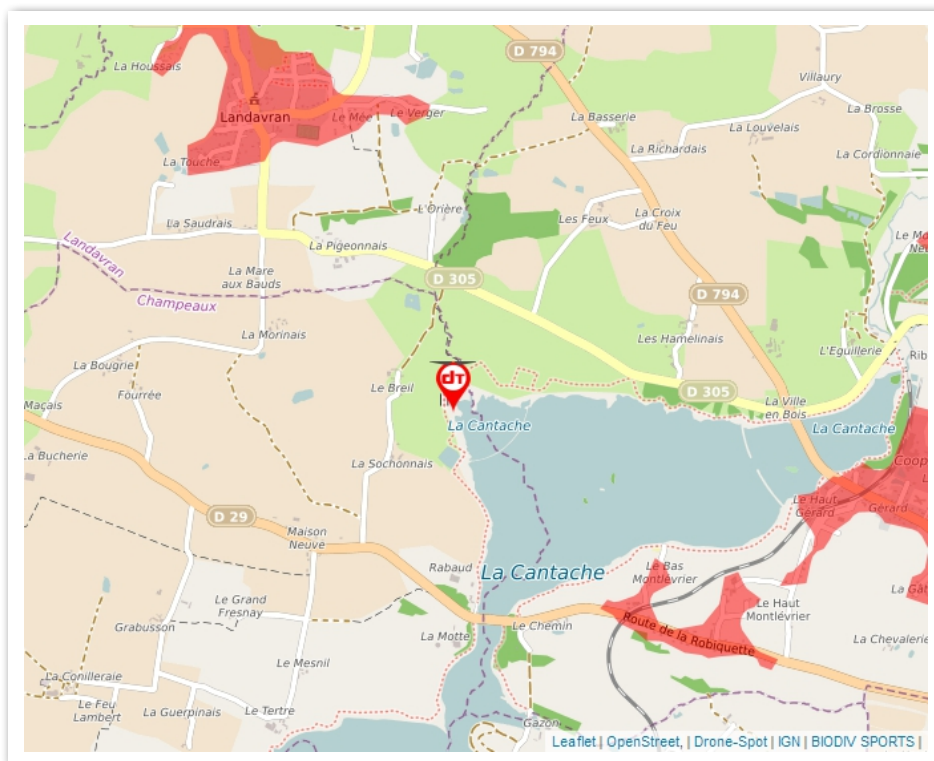 D 794
La Houssais
Villaury
Landavran
Le Mée
Le Verger
La Basserie
La Brosse
La Louvelais
La Richardais
La Cordionnaie
La Touche
L'Orière
La Saudrais
Les Feux
La Croix
du Feu
La Pigeonnais
Landavran
Champeaux
La Mare
aux Bauds
D 305
D 794
La Morinais
Les Hamelinais
L'Eguillerie
La Bougrie
Fourrée
Le Breil
dT
D 305
La Ville
en Bois
Maçais
La Cantache
La Cantache
La Bucherie
La Sochonnais
Le Haut
Gérard
Gérard
D 29
Maison
Neuve
Rabaud
La Cantache
Le Bas
Montlévrier
Le Grand
Fresnay
Grabusson
La Motte
Le Chemin
Route de la Robiquette
Le Haut
Montlévrier
La Chevalerie
Le Mesnil
La Conilleraie
Le Feu
Lambert
La Guerpinais
Le Tertre
Gazon
Leaflet | OpenStreet, | Drone-Spot | IGN | BIODIV SPORTS |